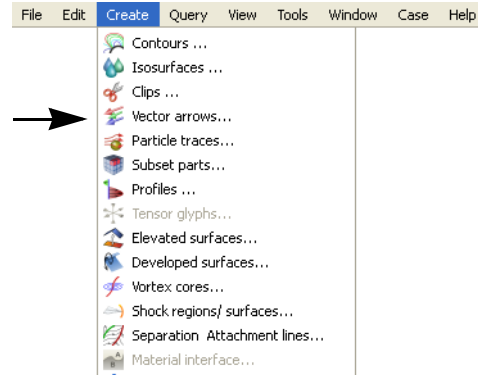 File Edit Create Query View Tools Window Case Help
Contours ...
Isosurfaces ...
Clips ...
Vector arrows...
Particle traces...
Subset parts...
Profiles ...
Tensor glyphs...
Elevated surfaces...
Developed surfaces...
Vortex cores...
Shock regions/ surfaces...
Separation Attachment lines...
Material interface...